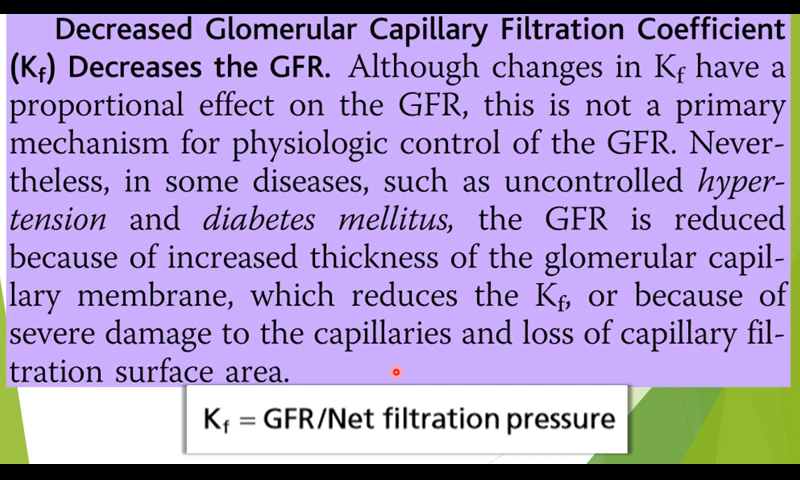 Decreased Glomerular Capillary Filtration Coefficient
(Kf) Decreases the GFR. Although changes in Kf have a
proportional effect on the GFR, this is not a primary
mechanism for physiologic control of the GFR. Never-
theless, in some diseases, such as uncontrolled hyper-
tension and diabetes mellitus, the GFR is reduced
because of increased thickness of the glomerular capil-
lary membrane, which reduces the Kf, or because of
severe damage to the capillaries and loss of capillary fil-
tration surface area.
Kf = GFR/Net filtration pressure